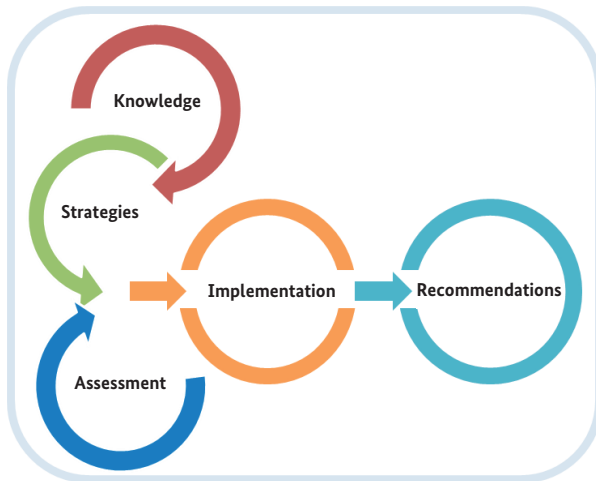 Knowledge
Strategies
Implementation
Recommendations
Assessment